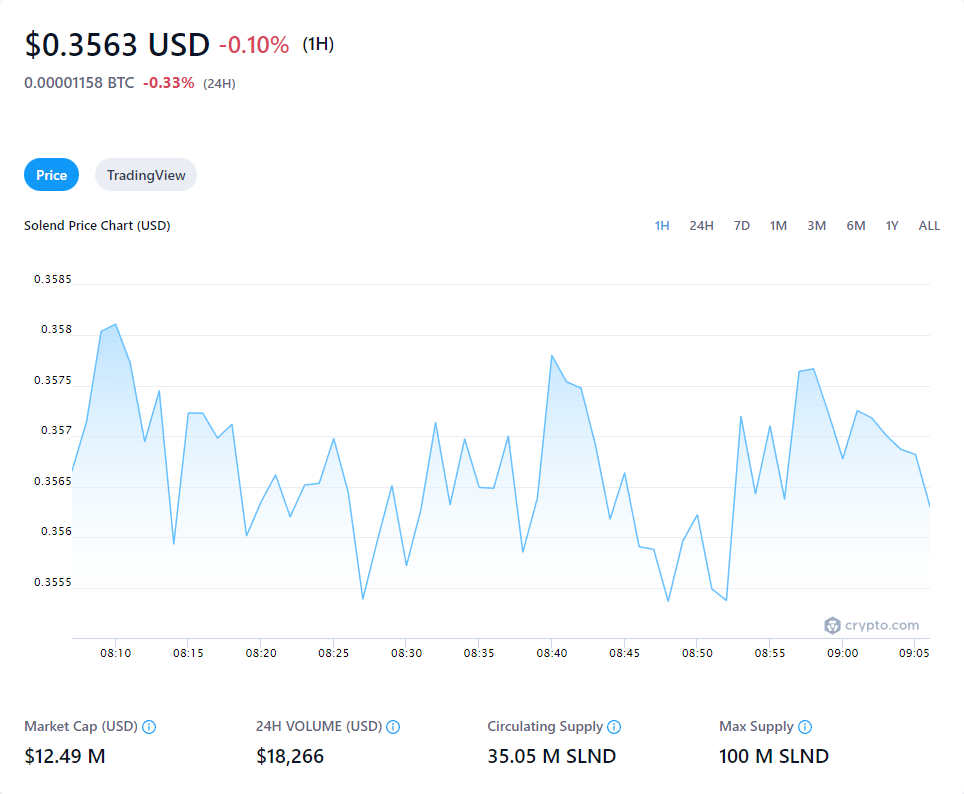 $0.3563 USD -0.10% (1H)
0.00001158 BTC -0.33% (24H)
Price TradingView
Solend Price Chart (USD) 1H 24H 7D 1M 3M 6M 1Y ALL
0.3585
0.358
0.3575
0.357
0.3565
0.356
0.3555
crypto.com
08:10 08:15 08:20 08:25 08:30 08:35 08:40 08:45 08:50 08:55 09:00 09:05
Market Cap (USD) 24H VOLUME (USD) Circulating Supply Max Supply
$12.49 M $18,266 35.05 M SLND 100 M SLND